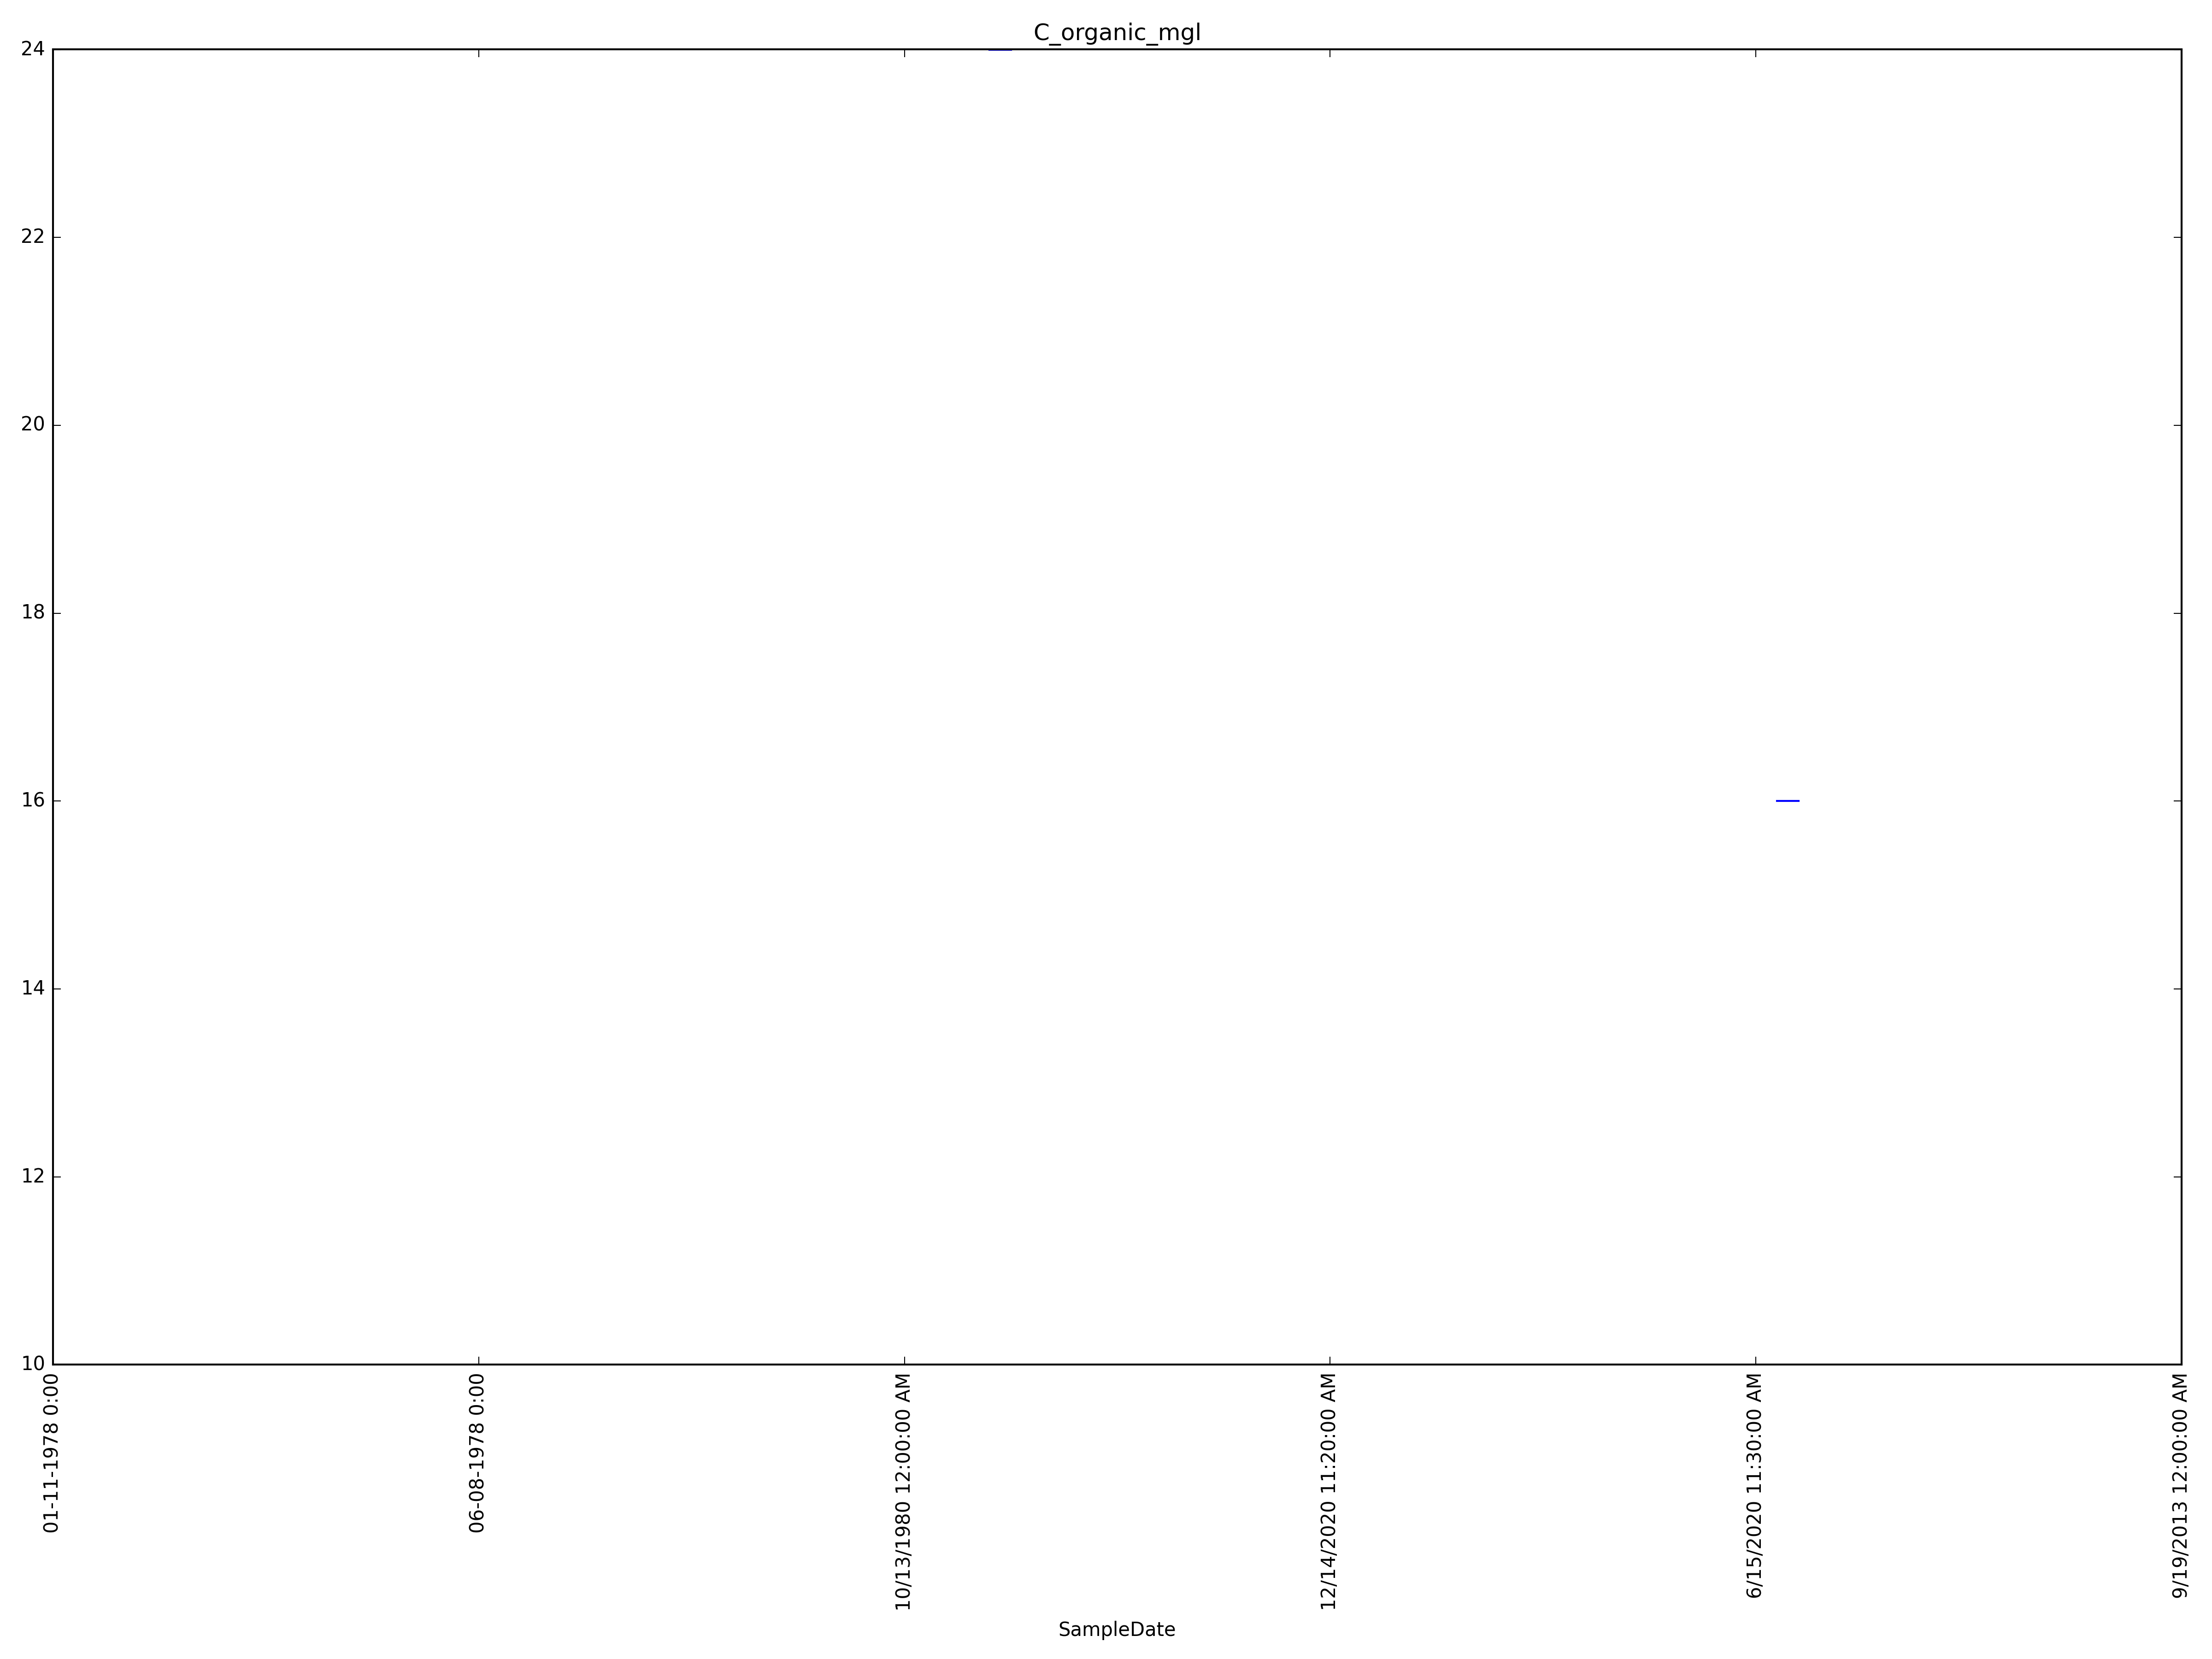 C_organic_mgl
24
22
20
18
16
14
12
10
01-11-1978 0:00
06-08-1978 0:00
10/13/1980 12:00:00 AM
12/14/2020 11:20:00 AM
6/15/2020 11:30:00 AM
9/19/2013 12:00:00 AM
SampleDate